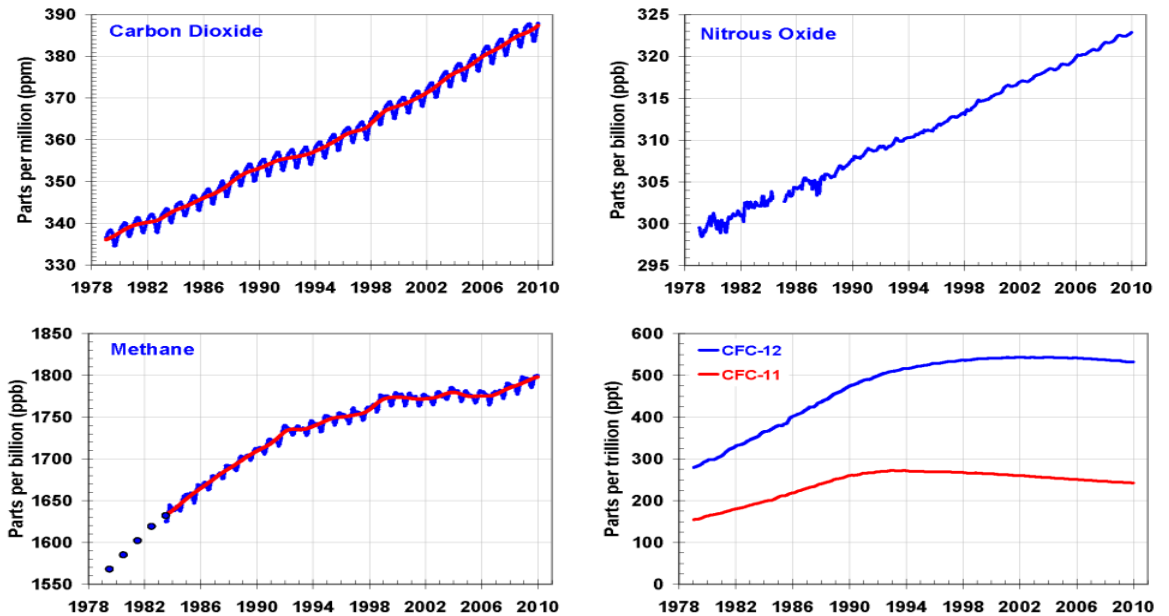 Carbon Dioxide
Parts per million (ppm)
390
380
370
360
350
340
330
1978 1982 1986 1990 1994 1998 2002 2006 2010
Nitrous Oxide
Parts per billion (ppb)
325
320
315
310
305
300
295
1978 1982 1986 1990 1994 1998 2002 2006 2010
Methane
Parts per billion (ppb)
1850
1800
1750
1700
1650
1600
1550
1978 1982 1986 1990 1994 1998 2002 2006 2010
CFC-12
CFC-11
Parts per trillion (ppt)
600
500
400
300
200
100
0
1978 1982 1986 1990 1994 1998 2002 2006 2010